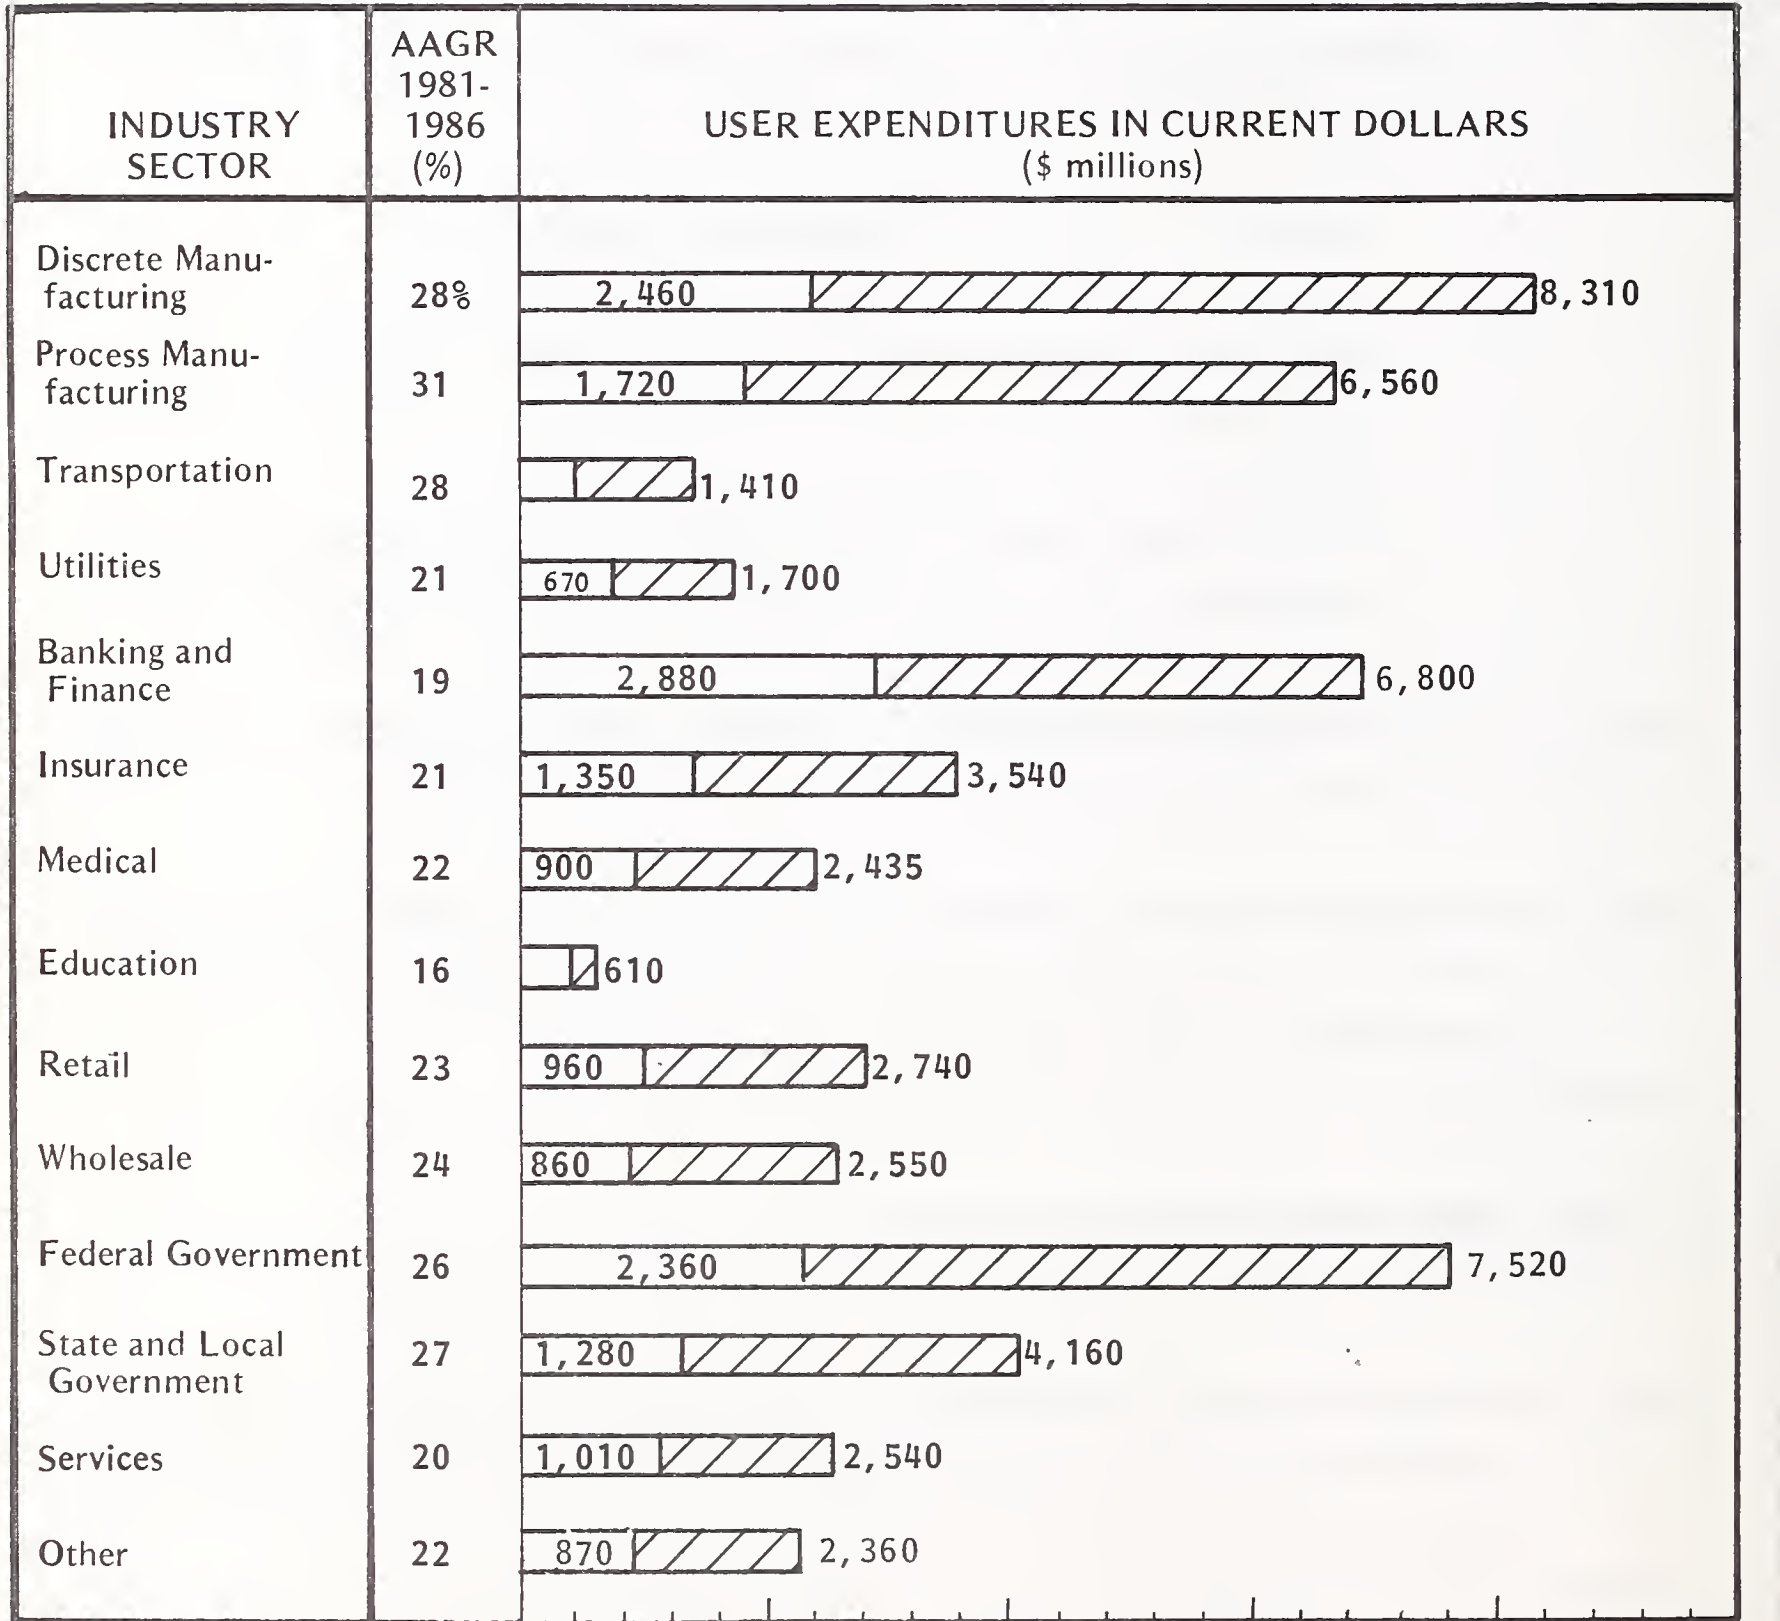 INDUSTRY
SECTOR
AAGR
1981-
1986
(%)
USER EXPENDITURES IN CURRENT DOLLARS
($ millions)
Discrete Manu-
facturing
28%
2,460
8,310
Process Manu-
facturing
31
1,720
6,560
Transportation
28
1,410
Utilities
21
670
1,700
Banking and
Finance
19
2,880
6,800
Insurance
21
1,350
3,540
Medical
22
900
2,435
Education
16
610
Retail
23
960
2,740
Wholesale
24
860
2,550
Federal Government
26
2,360
7,520
State and Local
Government
27
1,280
4,160
Services
20
1,010
2,540
Other
22
870
2,360